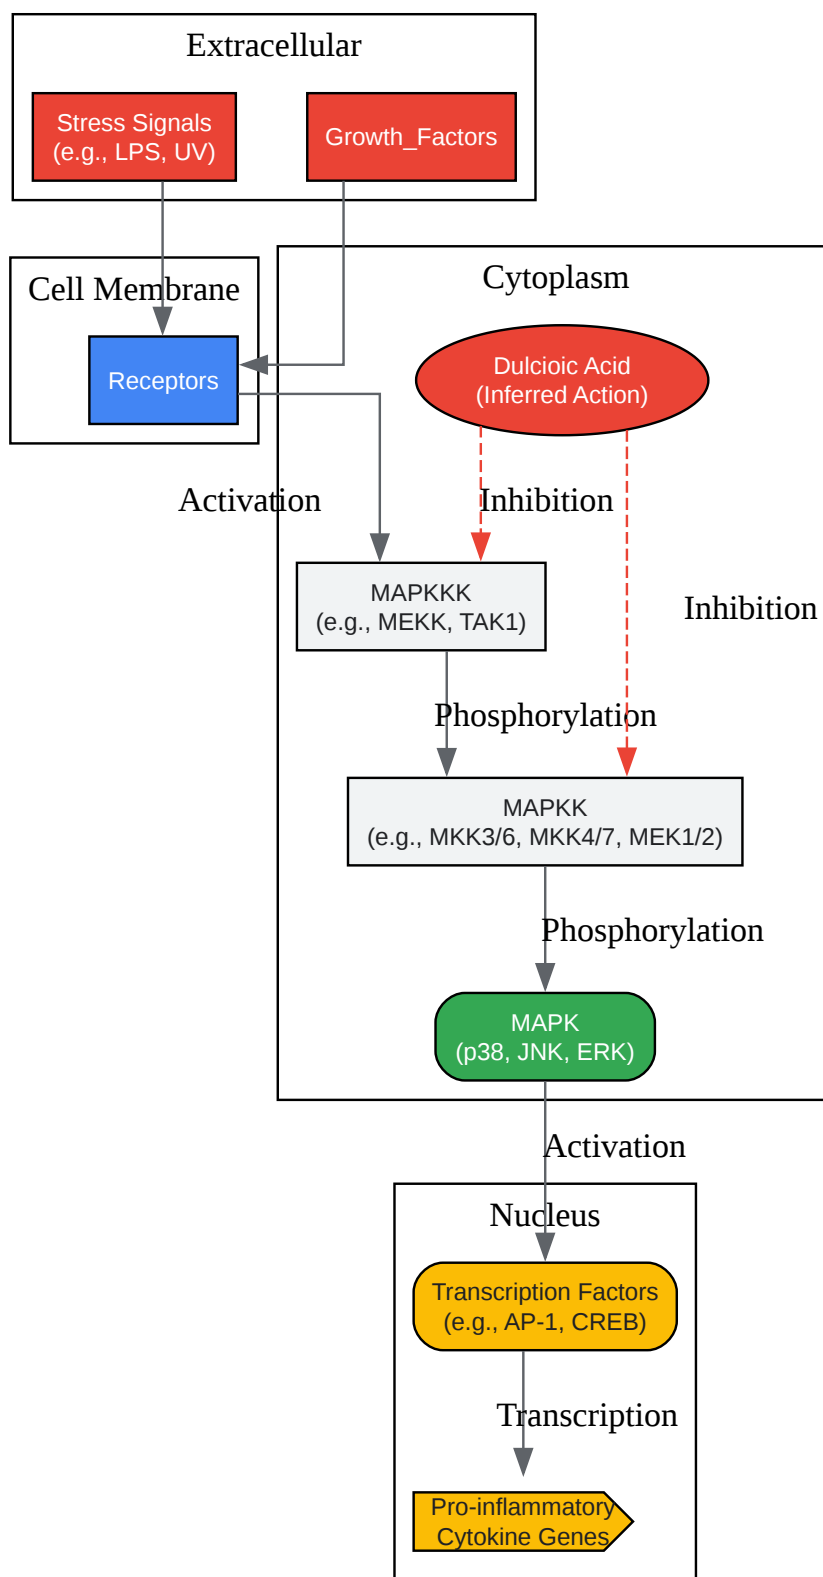 Extracellular
Stress Signals
(e.g., LPS, UV)
Growth_Factors
Cell Membrane
Receptors
Cytoplasm
Dulcioic Acid
(Inferred Action)
Activation
Inhibition
MAPKKK
(e.g., MEKK, TAK1)
Inhibition
Phosphorylation
MAPKK
(e.g., MKK3/6, MKK4/7, MEK1/2)
Phosphorylation
MAPK
(p38, JNK, ERK)
Activation
Nucleus
Transcription Factors
(e.g., AP-1, CREB)
Transcription
Pro-inflammatory
Cytokine Genes